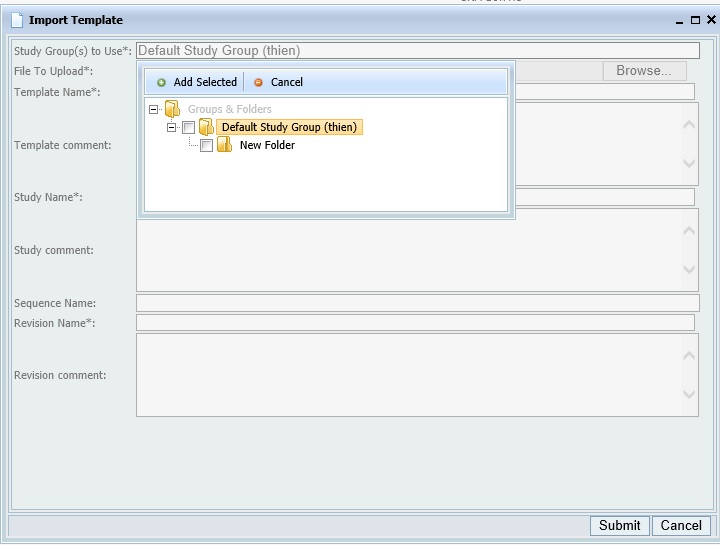 Import Template
Study Group(s) to Use*: Default Study Group (thien)
File To Upload*: Browse...
Add Selected Cancel
Template Name*:
Groups & Folders
Default Study Group (thien)
Template comment: New Folder
Study Name*:
Study comment:
Sequence Name:
Revision Name*:
Revision comment:
Submit Cancel